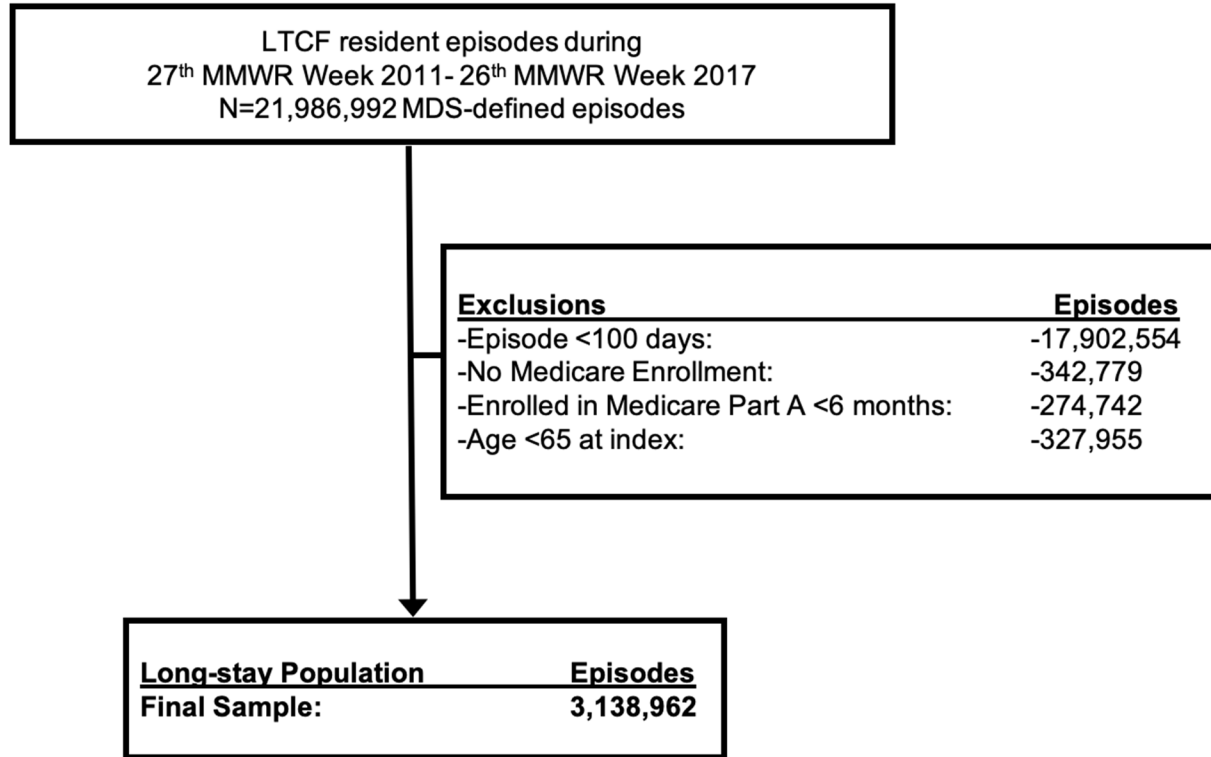 LTCF resident episodes during
27th MMWR Week 2011- 26th MMWR Week 2017
N=21,986,992 MDS-defined episodes
Exclusions Episodes
-Episode <100 days: -17,902,554
-No Medicare Enrollment: -342,779
-Enrolled in Medicare Part A <6 months: -274,742
-Age <65 at index: -327,955
Long-stay Population Episodes
Final Sample: 3,138,962